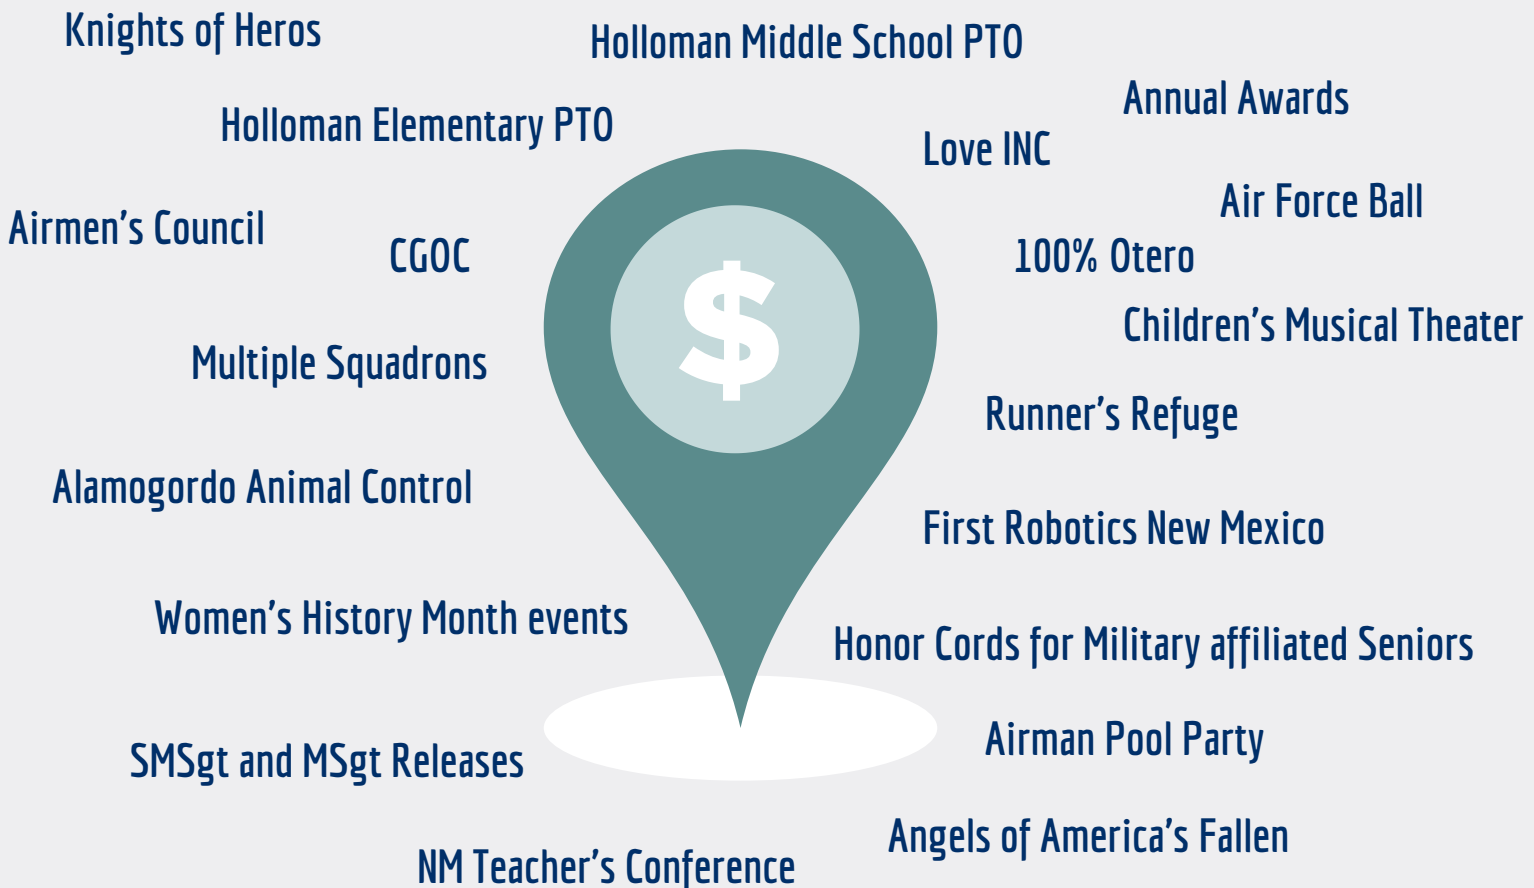 Knights of Heros
Holloman Middle School PTO
Annual Awards
Holloman Elementary PTO
Love INC
Air Force Ball
Airmen's Council
CGOC
100% Otero
$
Children's Musical Theater
Multiple Squadrons
Runner's Refuge
Alamogordo Animal Control
First Robotics New Mexico
Women's History Month events
Honor Cords for Military affiliated Seniors
Airman Pool Party
SMSgt and MSgt Releases
Angels of America's Fallen
NM Teacher's Conference